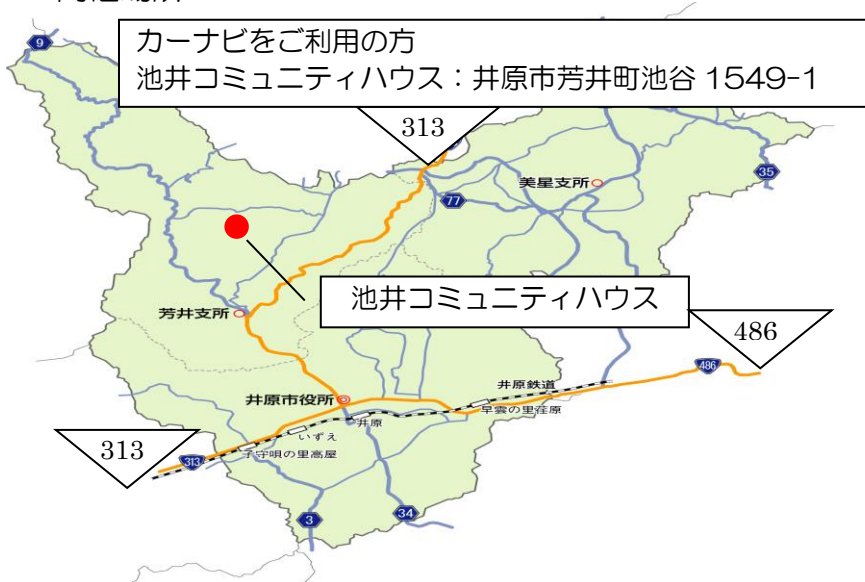 カーナビをご利用の方
池井コミュニティハウス：井原市芳井町池谷 1549-1
9
313
美星支所
35
77
池井コミュニティハウス
芳井支所
486
486
井原鉄道
井原市役所
早雲の里荏原
井原
いずえ
子守唄の里高屋
313
313
3
34